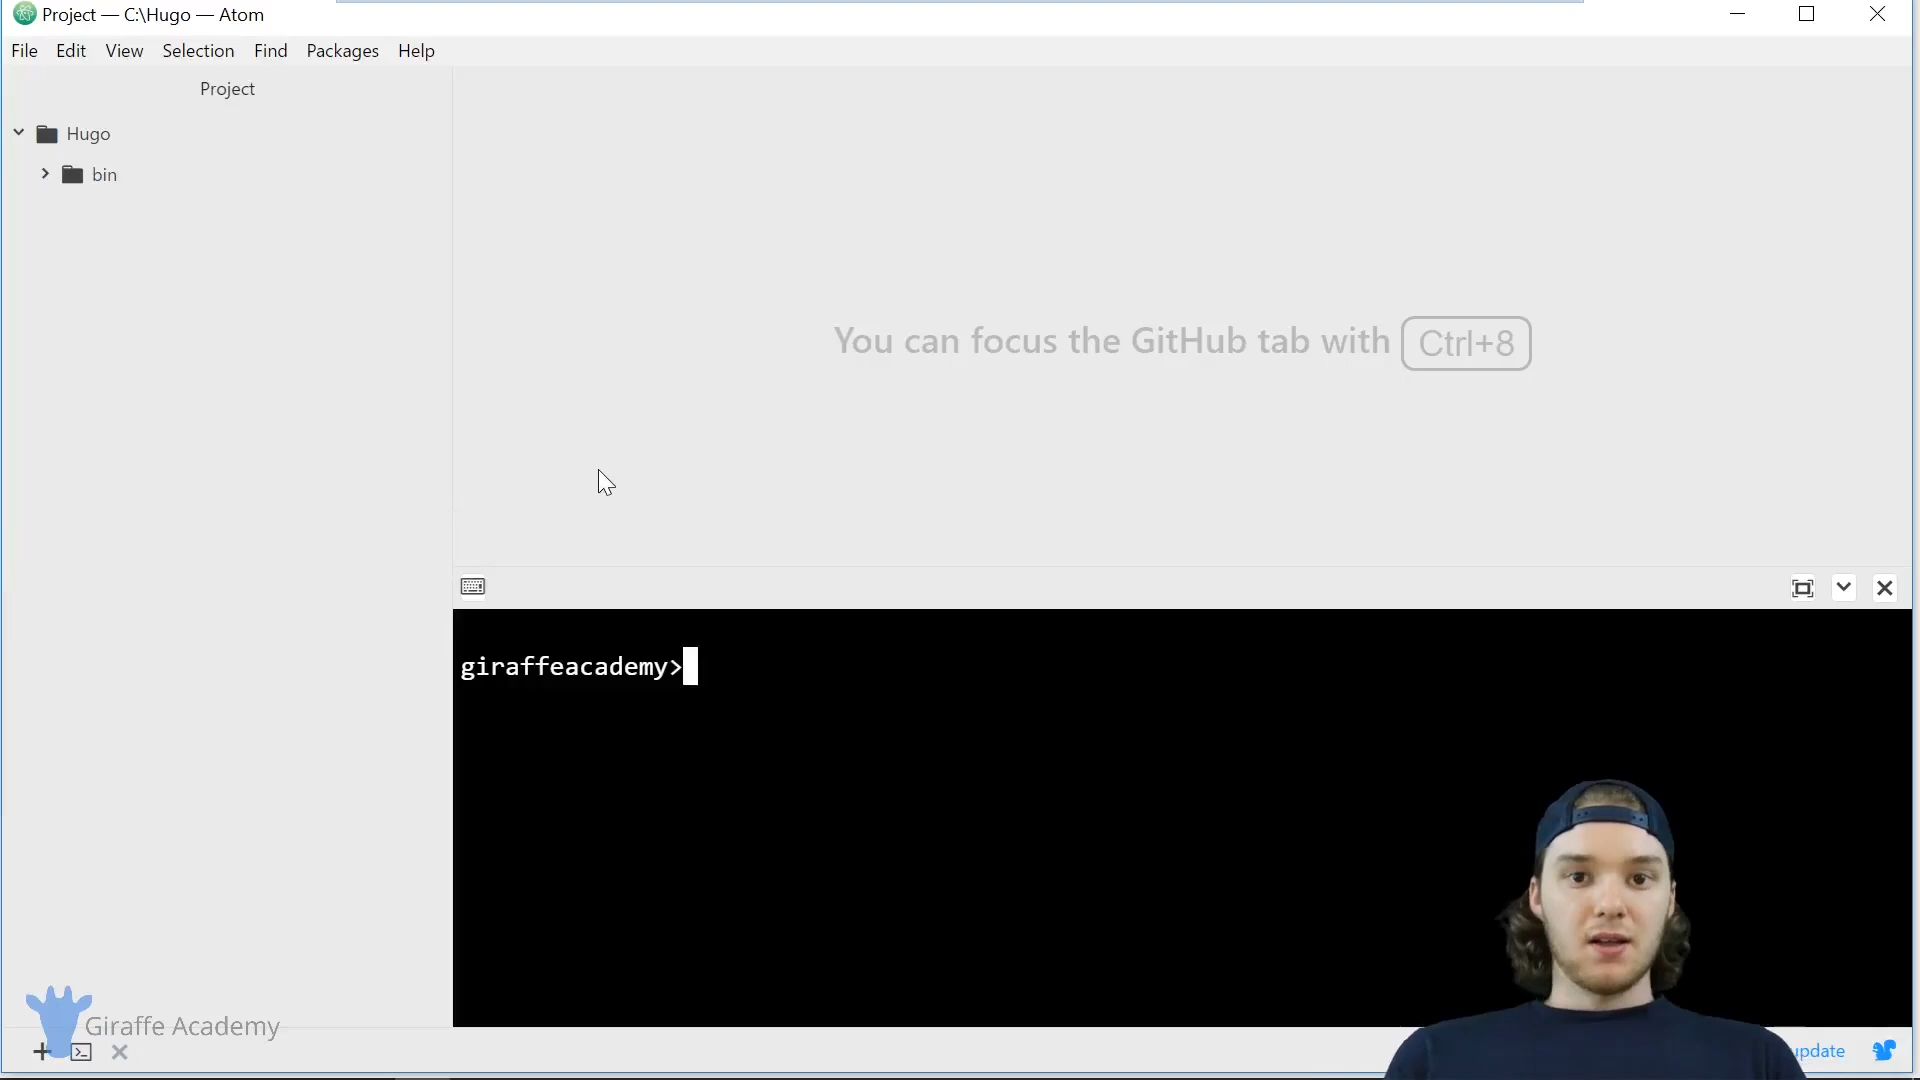 Project — C:\Hugo — Atom
File Edit View Selection Find Packages Help
Project
Hugo
bin
You can focus the GitHub tab with Ctrl+8
giraffeacademy>
Giraffe Academy
update